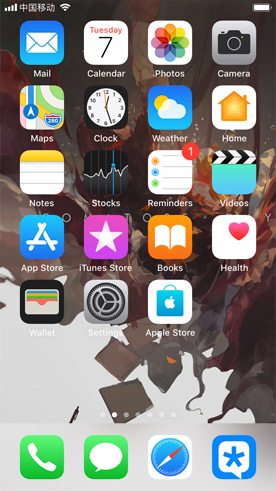 中国移动
Tuesday
7
Mail Calendar Photos Camera
280
Maps Clock Weather Home
1
Notes Stocks Reminders Videos
App Store iTunes Store Books Health
Wallet Settings Apple Store